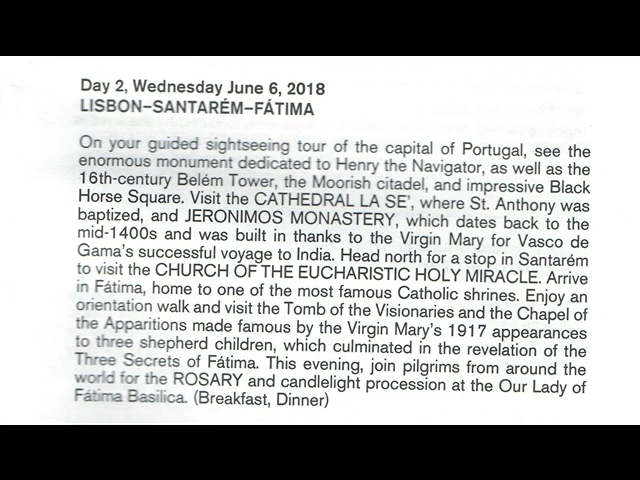 Day 2, Wednesday June 6, 2018
LISBON–SANTARÉM–FÁTIMA
On your guided sightseeing tour of the capital of Portugal, see the
enormous monument dedicated to Henry the Navigator, as well as the
16th-century Belém Tower, the Moorish citadel, and impressive Black
Horse Square. Visit the CATHEDRAL LA SE’, where St. Anthony was
baptized, and JERONIMOS MONASTERY, which dates back to the
mid-1400s and was built in thanks to the Virgin Mary for Vasco de
Gama’s successful voyage to India. Head north for a stop in Santarém
to visit the CHURCH OF THE EUCHARISTIC HOLY MIRACLE. Arrive
in Fátima, home to one of the most famous Catholic shrines. Enjoy an
orientation walk and visit the Tomb of the Visionaries and the Chapel of
the Apparitions made famous by the Virgin Mary’s 1917 appearances
to three shepherd children, which culminated in the revelation of the
Three Secrets of Fátima. This evening, join pilgrims from around the
world for the ROSARY and candlelight procession at the Our Lady of
Fátima Basilica. (Breakfast, Dinner)